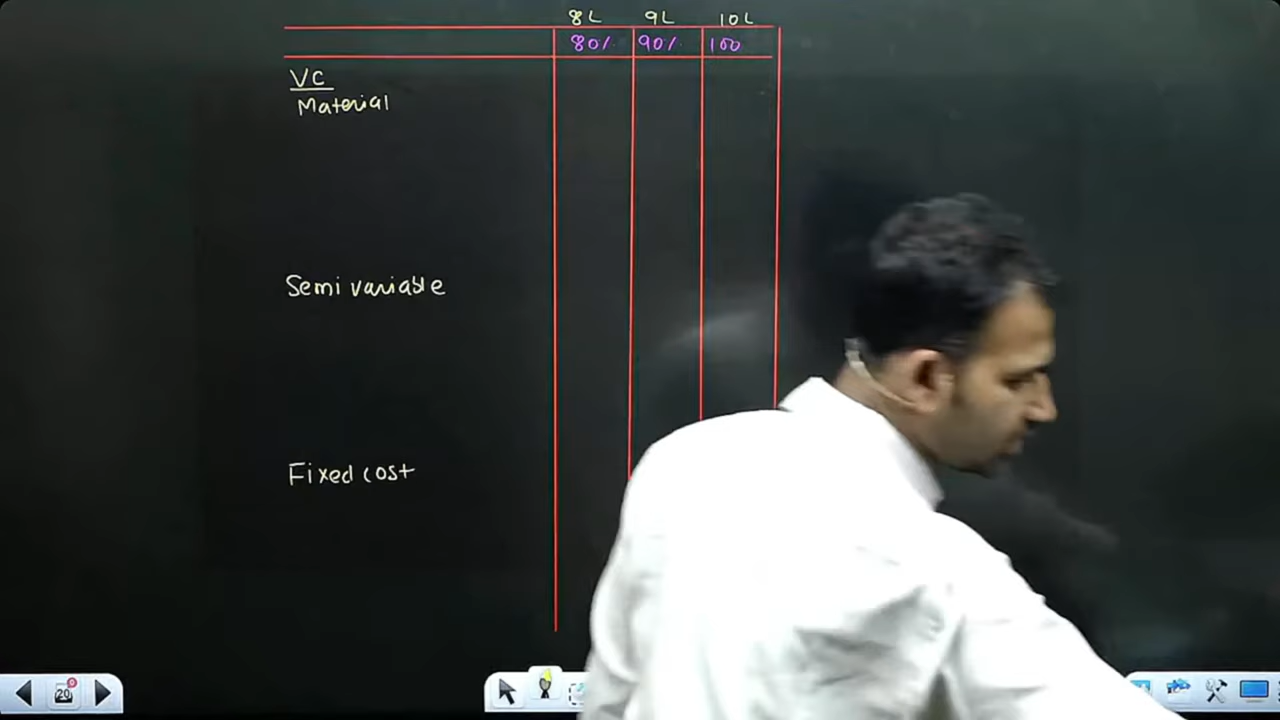 8L 9L 10L
80% 90% 100
VC
Material
Semi variable
Fixed cost
20